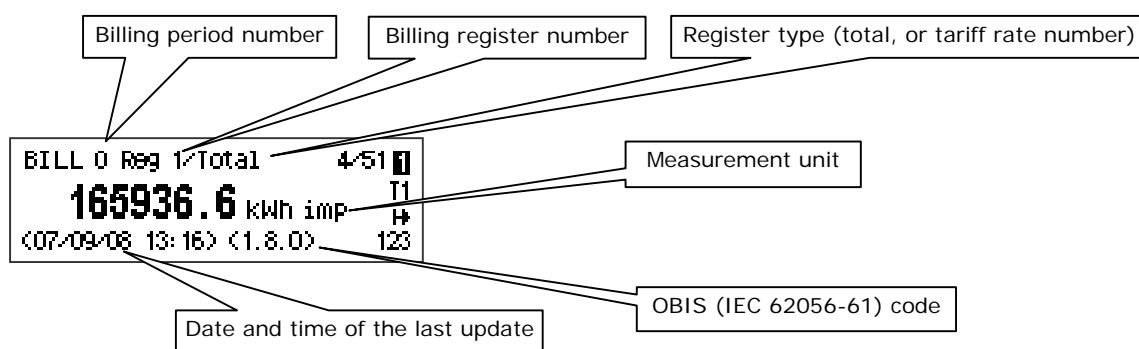 Billing period number
Billing register number
Register type (total, or tariff rate number)
BILL 0 Reg 1/Total 4/51 1
165936.6 kWh imp T1
(07/09/08 13:16) (1.8.0) 123
Measurement unit
OBIS (IEC 62056-61) code
Date and time of the last update